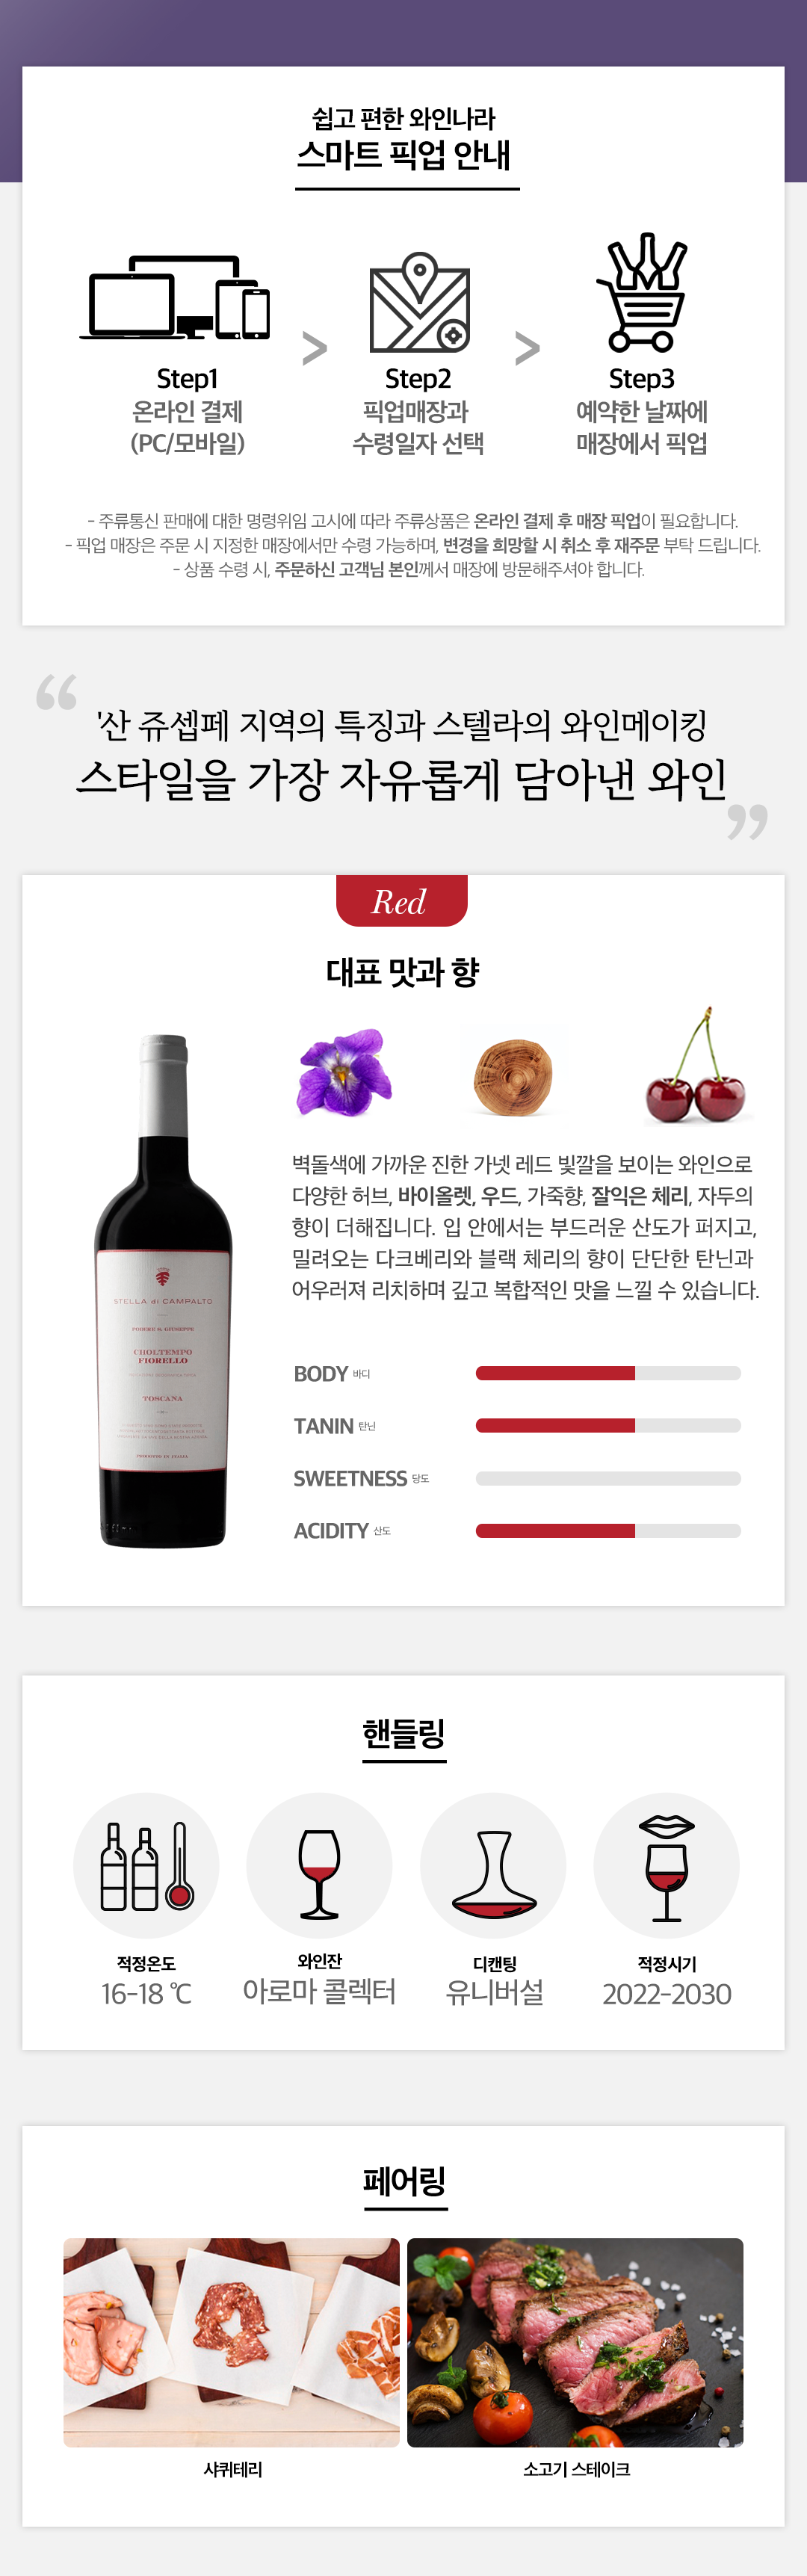 쉽고 편한 와인나라
스마트 픽업 안내
Step1
온라인 결제
(PC/모바일)
>
Step2
픽업매장과
수령일자 선택
>
Step3
예약한 날짜에
매장에서 픽업
- 주류통신 판매에 대한 명령위임 고시에 따라 주류상품은 온라인 결제 후 매장 픽업이 필요합니다.
- 픽업 매장은 주문 시 지정한 매장에서만 수령 가능하며, 변경을 희망할 시 취소 후 재주문 부탁 드립니다.
- 상품 수령 시, 주문하신 고객님 본인께서 매장에 방문해주셔야 합니다.
“
'산 쥬셉페 지역의 특징과 스텔라의 와인메이킹
스타일을 가장 자유롭게 담아낸 와인
”
Red
대표 맛과 향
벽돌색에 가까운 진한 가넷 레드 빛깔을 보이는 와인으로
다양한 허브, 바이올렛, 우드, 가죽향, 잘익은 체리, 자두의
향이 더해집니다. 입 안에서는 부드러운 산도가 퍼지고,
밀려오는 다크베리와 블랙 체리의 향이 단단한 탄닌과
어우러져 리치하며 깊고 복합적인 맛을 느낄 수 있습니다.
STELLA di CAMPALTO
PODERE S. GIUSEPPE
CHOLTEMPO
FIORELLO
TOSCANA
PRODOTTO IN ITALIA
BODY 바디
TANIN 탄닌
SWEETNESS 당도
ACIDITY 산도
핸들링
적정온도
16-18 ℃
와인잔
아로마 콜렉터
디캔팅
유니버설
적정시기
2022-2030
페어링
샤퀴테리
소고기 스테이크